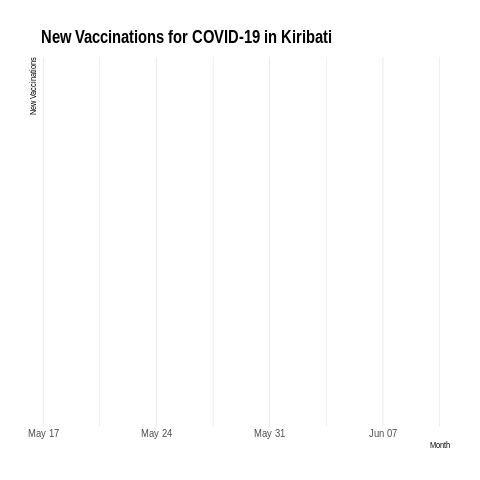 New Vaccinations for COVID-19 in Kiribati
New Vaccinations
May 17
May 24
May 31
Jun 07
Month